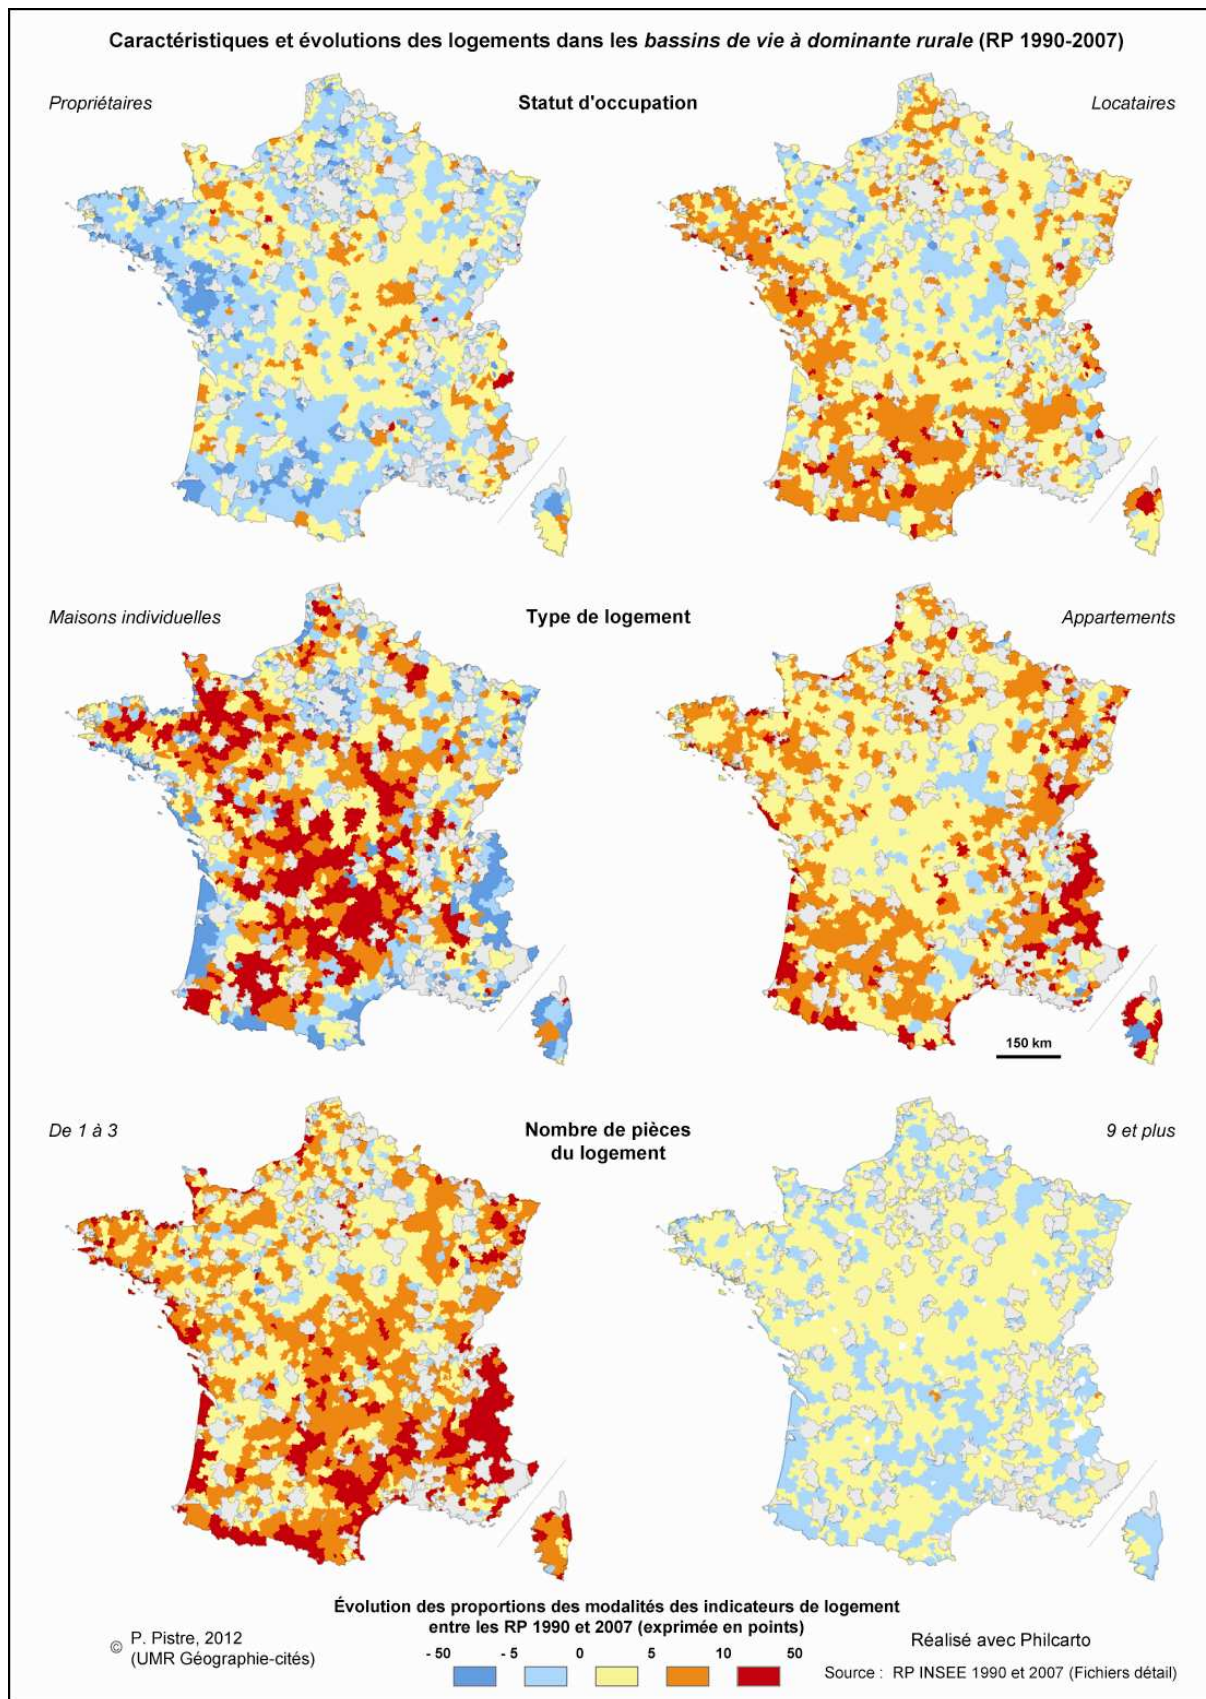 Caractéristiques et évolutions des logements dans les bassins de vie à dominante rurale (RP 1990-2007)
Propriétaires
Statut d'occupation
Locataires
Maisons individuelles
Type de logement
Appartements
150 km
De 1 à 3
Nombre de pièces
du logement
9 et plus
Évolution des proportions des modalités des indicateurs de logement
entre les RP 1990 et 2007 (exprimée en points)
- 50 - 5 0 5 10 50
© P. Pistre, 2012
(UMR Géographie-cités)
Réalisé avec Philcarto
Source : RP INSEE 1990 et 2007 (Fichiers détail)